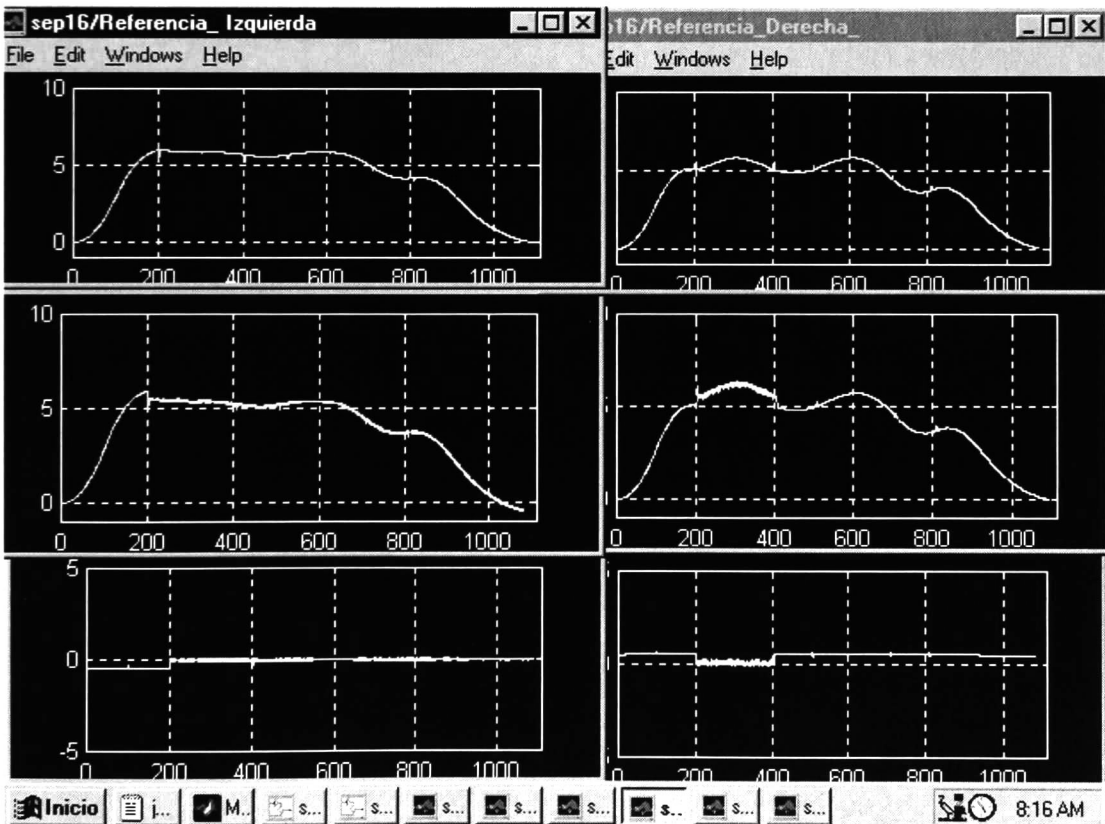 sep16/Referencia_ Izquierda
16/Referencia_Derecha_
File Edit Windows Help
Edit Windows Help
10
5
0
0 200 400 600 800 1000
200 400 600 800 1000
10
5
0
0 200 400 600 800 1000
0 200 400 600 800 1000
5
0
-5
0 200 400 600 800 1000
0 200 400 600 800 1000
Inicio j... M.. s... s... s... s... s... s.. s... s... 8:16 AM